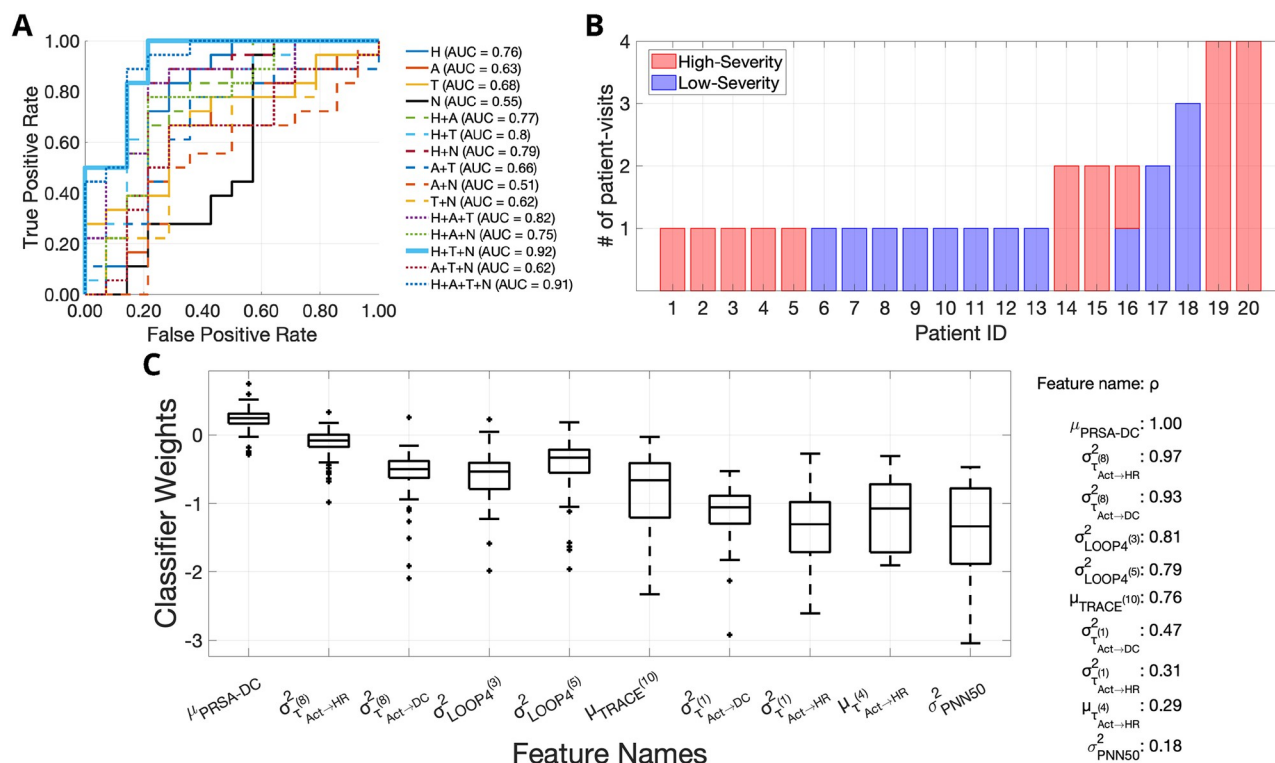 A
True Positive Rate
1.00
0.80
0.60
0.40
0.20
0.00
0.00 0.20 0.40 0.60 0.80 1.00
False Positive Rate
H (AUC = 0.76)
A (AUC = 0.63)
T (AUC = 0.68)
N (AUC = 0.55)
H+A (AUC = 0.77)
H+T (AUC = 0.8)
H+N (AUC = 0.79)
A+T (AUC = 0.66)
A+N (AUC = 0.51)
T+N (AUC = 0.62)
H+A+T (AUC = 0.82)
H+A+N (AUC = 0.75)
H+T+N (AUC = 0.92)
A+T+N (AUC = 0.62)
H+A+T+N (AUC = 0.91)
B
# of patient-visits
4
3
2
1
High-Severity
Low-Severity
1 2 3 4 5 6 7 8 9 10 11 12 13 14 15 16 17 18 19 20
Patient ID
C
Classifier Weights
0
-1
-2
-3
μPRSA-DC σ²τ(8)Act→HR σ²τ(8)Act→DC σ²LOOP4(3) σ²LOOP4(5) μTRACE(10) σ²τ(1)Act→DC σ²τ(1)Act→HR μτ(4)Act→HR σ²PNN50
Feature Names
Feature name: ρ
μPRSA-DC: 1.00
σ²τ(8)Act→HR: 0.97
σ²τ(8)Act→DC: 0.93
σ²LOOP4(3): 0.81
σ²LOOP4(5): 0.79
μTRACE(10): 0.76
σ²τ(1)Act→DC: 0.47
σ²τ(1)Act→HR: 0.31
μτ(4)Act→HR: 0.29
σ²PNN50: 0.18